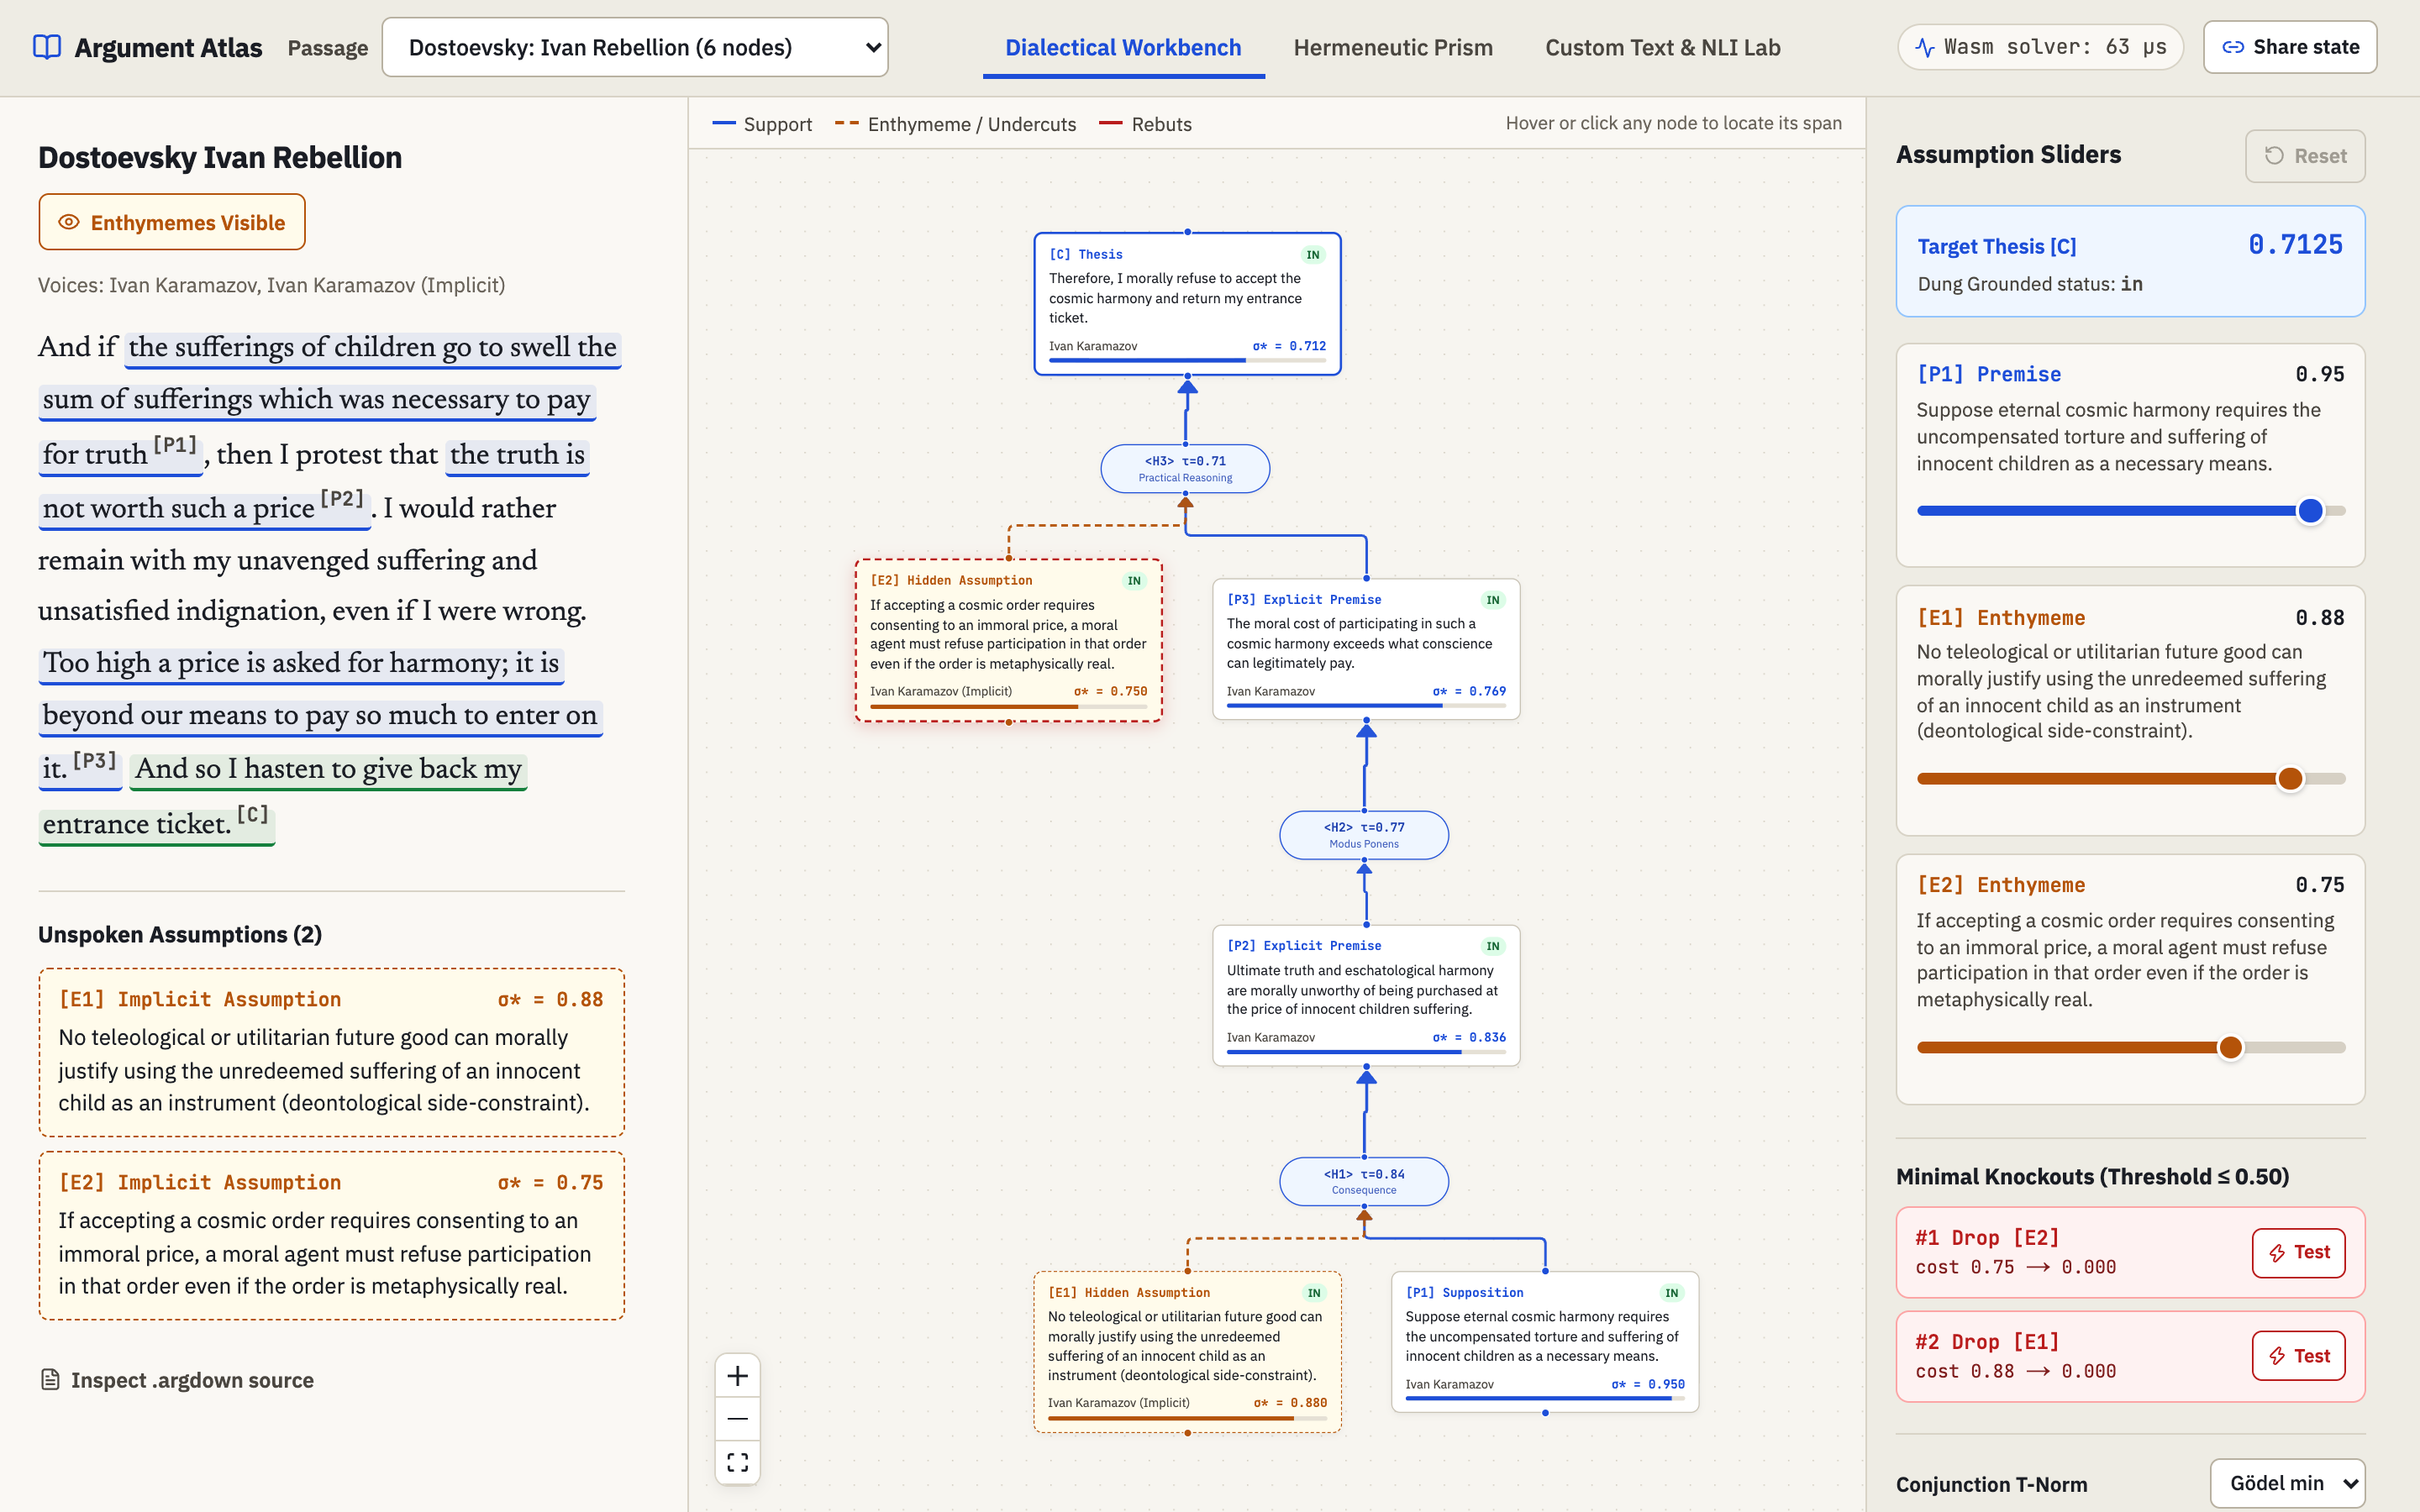 Argument Atlas
Passage
Dostoevsky: Ivan Rebellion (6 nodes)
Dialectical Workbench
Hermeneutic Prism
Custom Text & NLI Lab
Wasm solver: 63 µs
Share state
Dostoevsky Ivan Rebellion
Enthymemes Visible
Voices: Ivan Karamazov, Ivan Karamazov (Implicit)
And if the sufferings of children go to swell the
sum of sufferings which was necessary to pay
for truth [P1], then I protest that the truth is
not worth such a price [P2]. I would rather
remain with my unavenged suffering and
unsatisfied indignation, even if I were wrong.
Too high a price is asked for harmony; it is
beyond our means to pay so much to enter on
it. [P3] And so I hasten to give back my
entrance ticket. [C]
Unspoken Assumptions (2)
[E1] Implicit Assumption σ* = 0.88
No teleological or utilitarian future good can morally
justify using the unredeemed suffering of an innocent
child as an instrument (deontological side-constraint).
[E2] Implicit Assumption σ* = 0.75
If accepting a cosmic order requires consenting to an
immoral price, a moral agent must refuse participation
in that order even if the order is metaphysically real.
Inspect .argdown source
Support
Enthymeme / Undercuts
Rebuts
Hover or click any node to locate its span
[C] Thesis IN
Therefore, I morally refuse to accept the
cosmic harmony and return my entrance
ticket.
Ivan Karamazov σ* = 0.712
<H3> τ=0.71
Practical Reasoning
[E2] Hidden Assumption IN
If accepting a cosmic order requires
consenting to an immoral price, a moral
agent must refuse participation in that order
even if the order is metaphysically real.
Ivan Karamazov (Implicit) σ* = 0.750
[P3] Explicit Premise IN
The moral cost of participating in such a
cosmic harmony exceeds what conscience
can legitimately pay.
Ivan Karamazov σ* = 0.769
<H2> τ=0.77
Modus Ponens
[P2] Explicit Premise IN
Ultimate truth and eschatological harmony
are morally unworthy of being purchased at
the price of innocent children suffering.
Ivan Karamazov σ* = 0.836
<H1> τ=0.84
Consequence
[E1] Hidden Assumption IN
No teleological or utilitarian future good can
morally justify using the unredeemed
suffering of an innocent child as an
instrument (deontological side-constraint).
Ivan Karamazov (Implicit) σ* = 0.880
[P1] Supposition IN
Suppose eternal cosmic harmony requires
the uncompensated torture and suffering of
innocent children as a necessary means.
Ivan Karamazov σ* = 0.950
Assumption Sliders
Reset
Target Thesis [C] 0.7125
Dung Grounded status: in
[P1] Premise 0.95
Suppose eternal cosmic harmony requires the
uncompensated torture and suffering of
innocent children as a necessary means.
[E1] Enthymeme 0.88
No teleological or utilitarian future good can
morally justify using the unredeemed suffering
of an innocent child as an instrument
(deontological side-constraint).
[E2] Enthymeme 0.75
If accepting a cosmic order requires consenting
to an immoral price, a moral agent must refuse
participation in that order even if the order is
metaphysically real.
Minimal Knockouts (Threshold ≤ 0.50)
#1 Drop [E2]
cost 0.75 → 0.000
Test
#2 Drop [E1]
cost 0.88 → 0.000
Test
Conjunction T-Norm
Gödel min